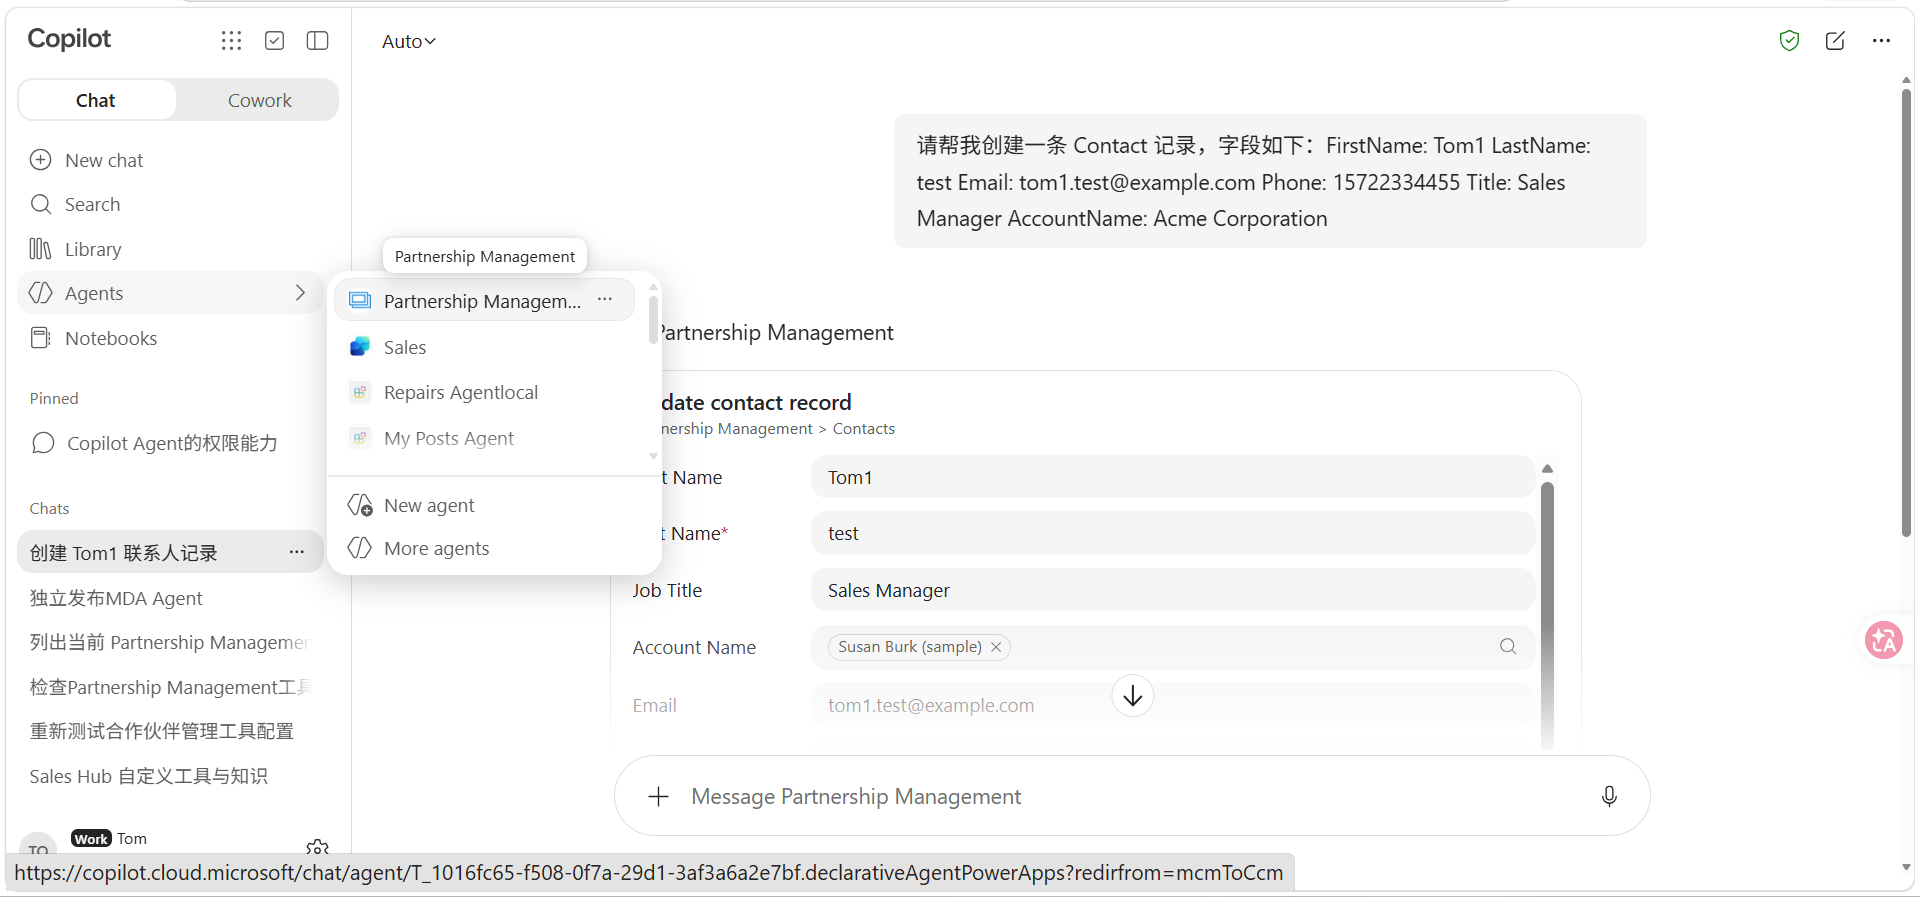 Copilot
Auto
Chat
Cowork
New chat
Search
Library
Agents
Notebooks
Pinned
Copilot Agent的权限能力
Chats
创建 Tom1 联系人记录
独立发布MDA Agent
列出当前 Partnership Managemen
检查Partnership Management工具
重新测试合作伙伴管理工具配置
Sales Hub 自定义工具与知识
TO
Work Tom
Partnership Management
Partnership Managem...
Sales
Repairs Agentlocal
My Posts Agent
New agent
More agents
请帮我创建一条 Contact 记录，字段如下：FirstName: Tom1 LastName:
test Email: tom1.test@example.com Phone: 15722334455 Title: Sales
Manager AccountName: Acme Corporation
Partnership Management
date contact record
nership Management > Contacts
t Name
Tom1
t Name*
test
Job Title
Sales Manager
Account Name
Susan Burk (sample)
Email
tom1.test@example.com
Message Partnership Management
https://copilot.cloud.microsoft/chat/agent/T_1016fc65-f508-0f7a-29d1-3af3a6a2e7bf.declarativeAgentPowerApps?redirfrom=mcmToCcm